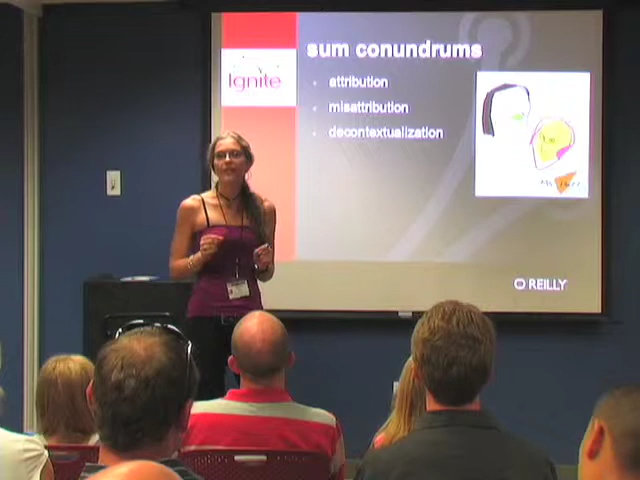 sum conundrums
Ignite
attribution
misattribution
decontextualization
O REILLY